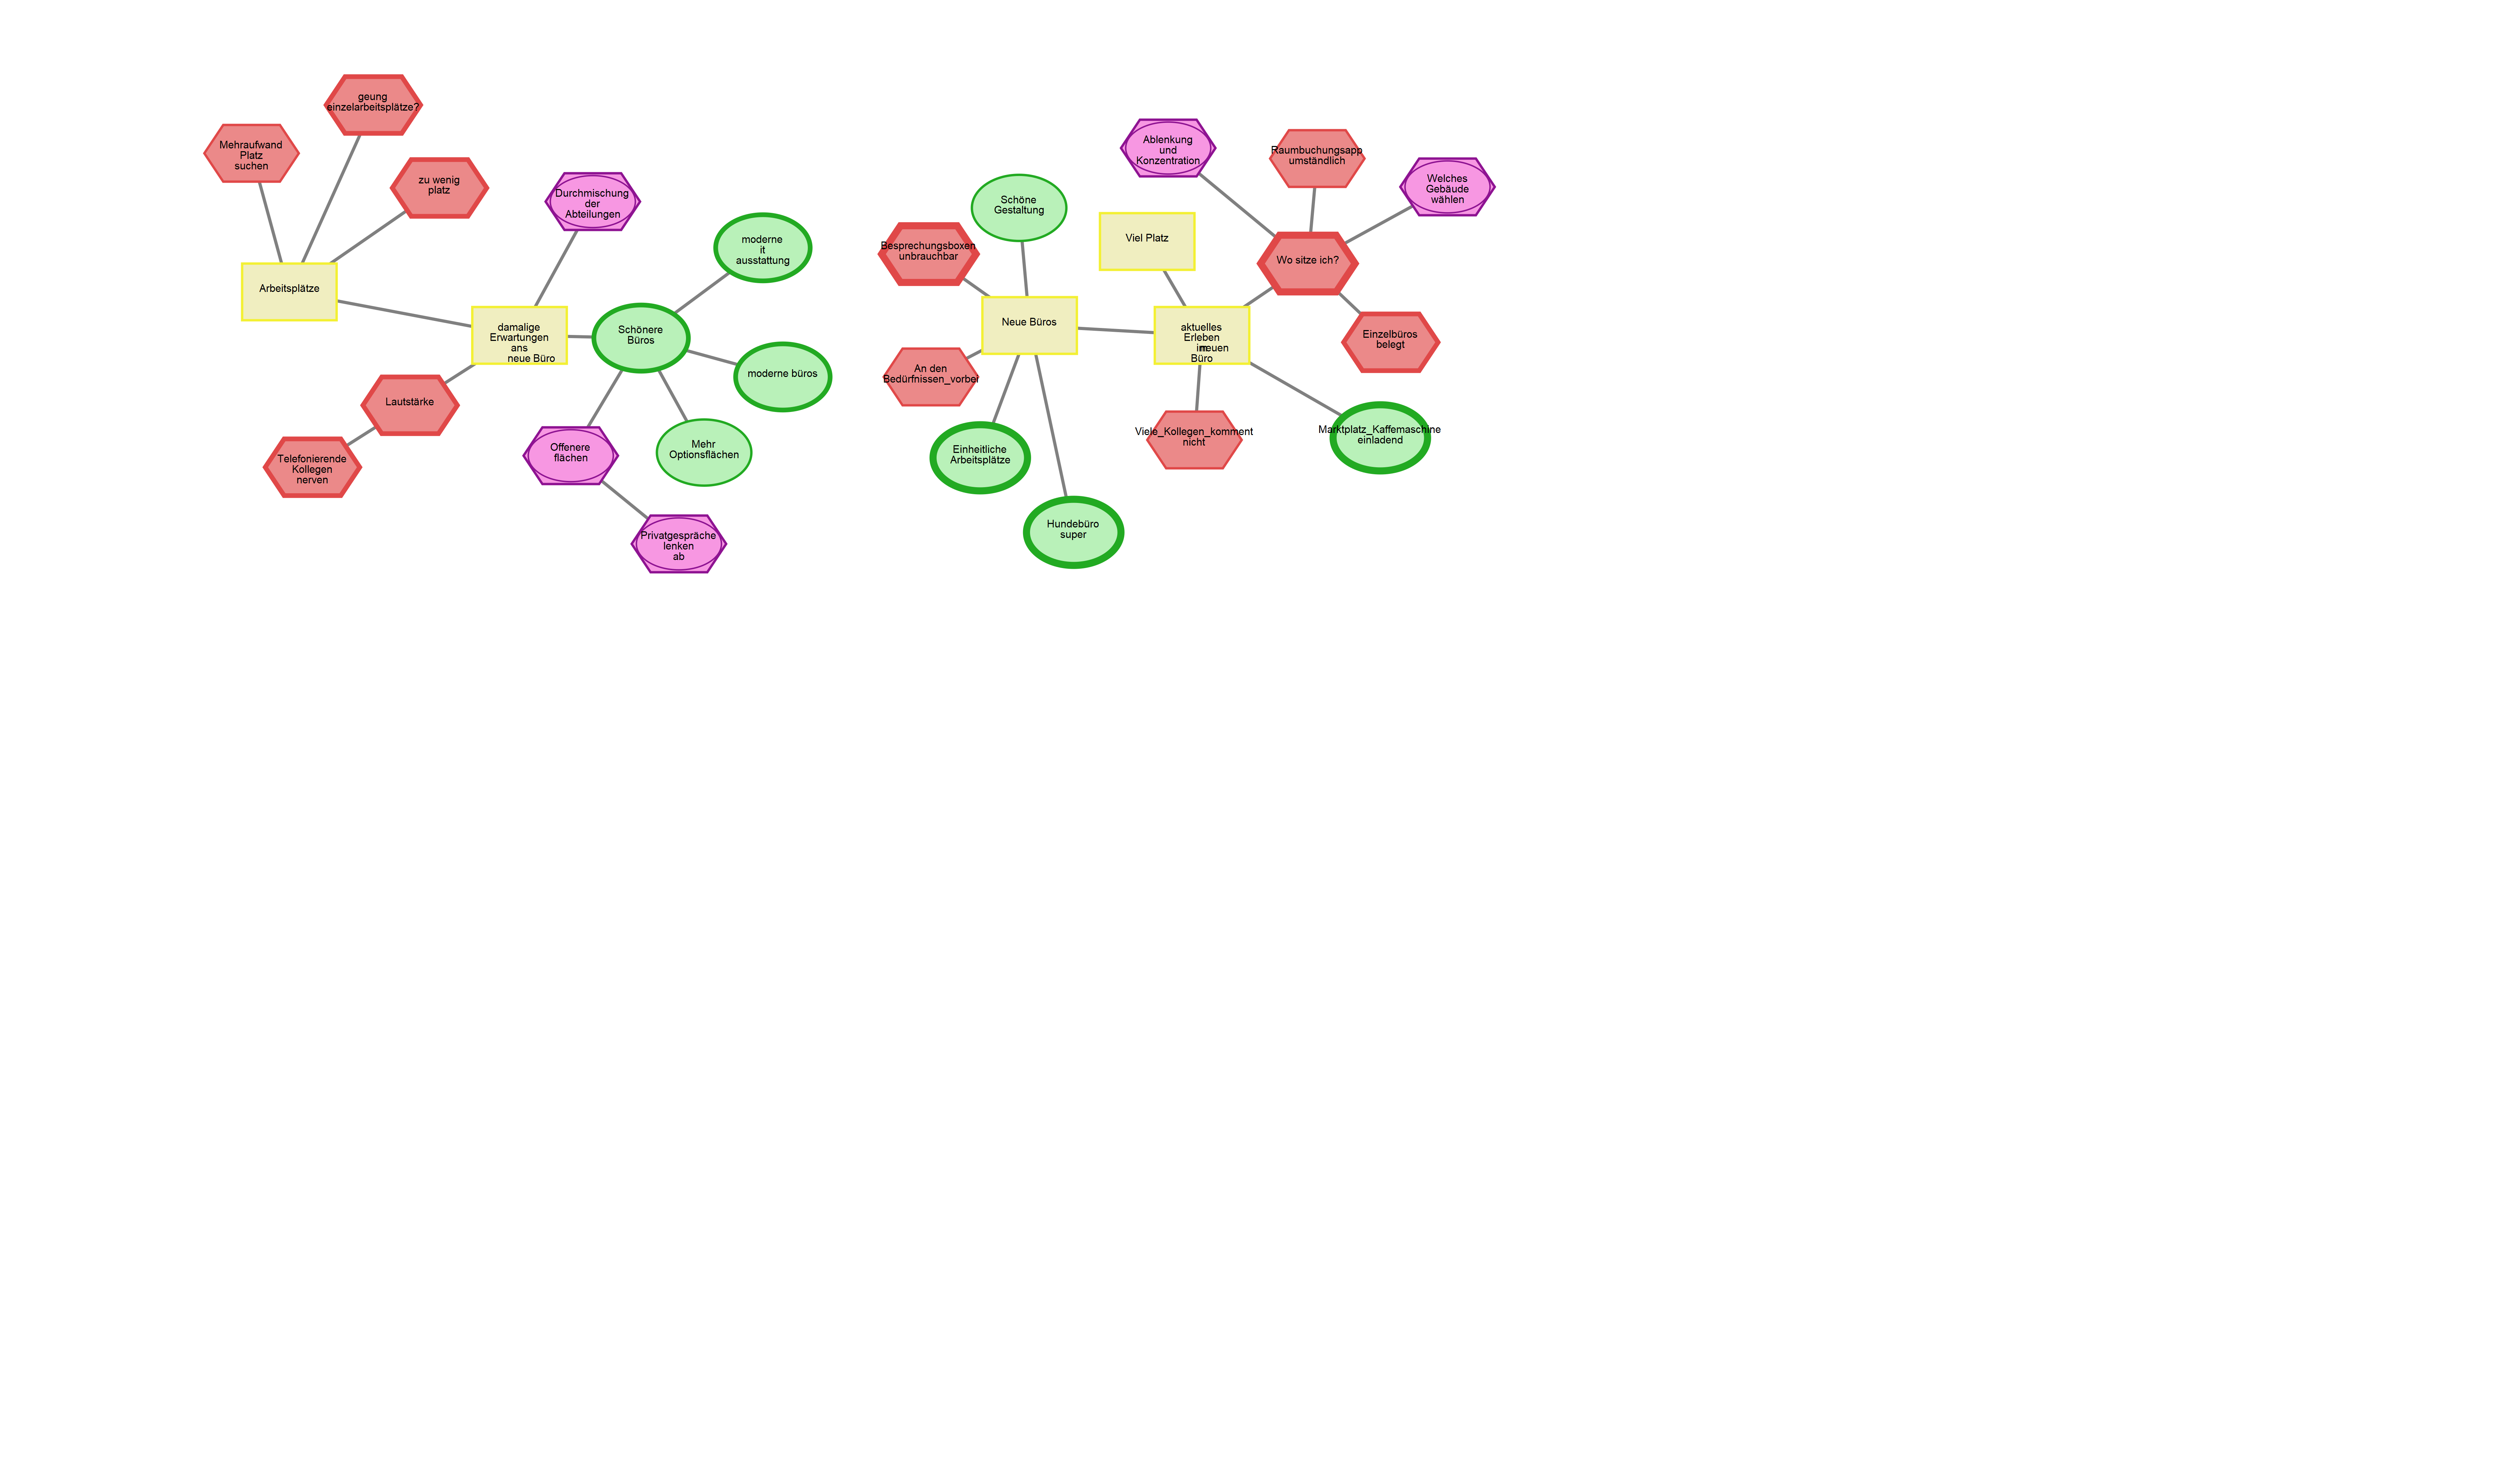 geung
einzelarbeitsplätze?
Mehraufwand
Platz
suchen
zu wenig
platz
Arbeitsplätze
Durchmischung
der
Abteilungen
moderne
it
ausstattung
damalige
Erwartungen
ans
neue Büro
Schönere
Büros
moderne büros
Lautstärke
Telefonierende
Kollegen
nerven
Offenere
flächen
Mehr
Optionsflächen
Privatgespräche
lenken
ab
Ablenkung
und
Konzentration
Raumbuchungsapp
umständlich
Welches
Gebäude
wählen
Schöne
Gestaltung
Viel Platz
Besprechungsboxen
unbrauchbar
Wo sitze ich?
Neue Büros
aktuelles
Erleben
im neuen
Büro
Einzelbüros
belegt
An den
Bedürfnissen_vorbei
Viele_Kollegen_komment
nicht
Marktplatz_Kaffemaschine
einladend
Einheitliche
Arbeitsplätze
Hundebüro
super